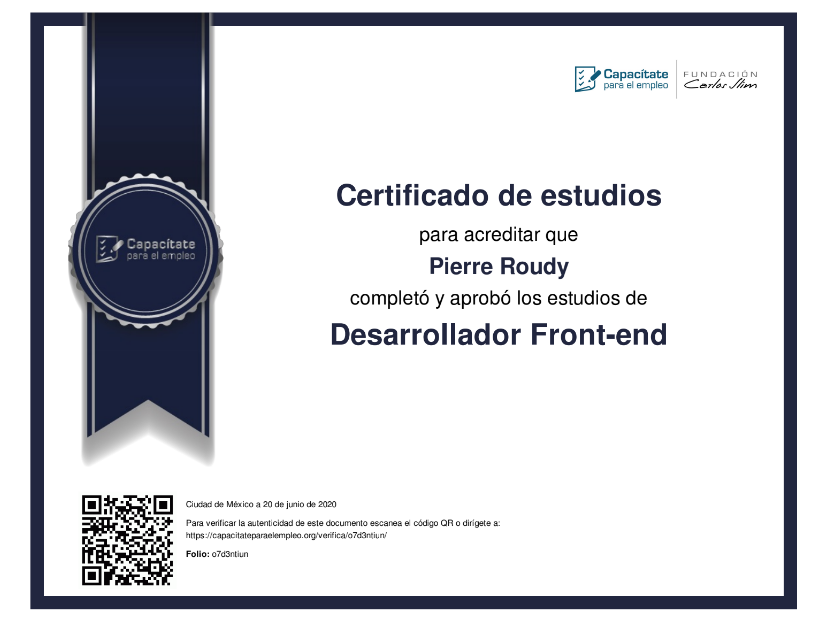 Capacítate
para el empleo
FUNDACIÓN
Carlos Slim
Certificado de estudios
para acreditar que
Pierre Roudy
completó y aprobó los estudios de
Desarrollador Front-end
Capacítate
para el empleo
Ciudad de México a 20 de junio de 2020
Para verificar la autenticidad de este documento escanea el código QR o dirígete a:
https://capacitateparaelempleo.org/verifica/o7d3ntiun/
Folio: o7d3ntiun